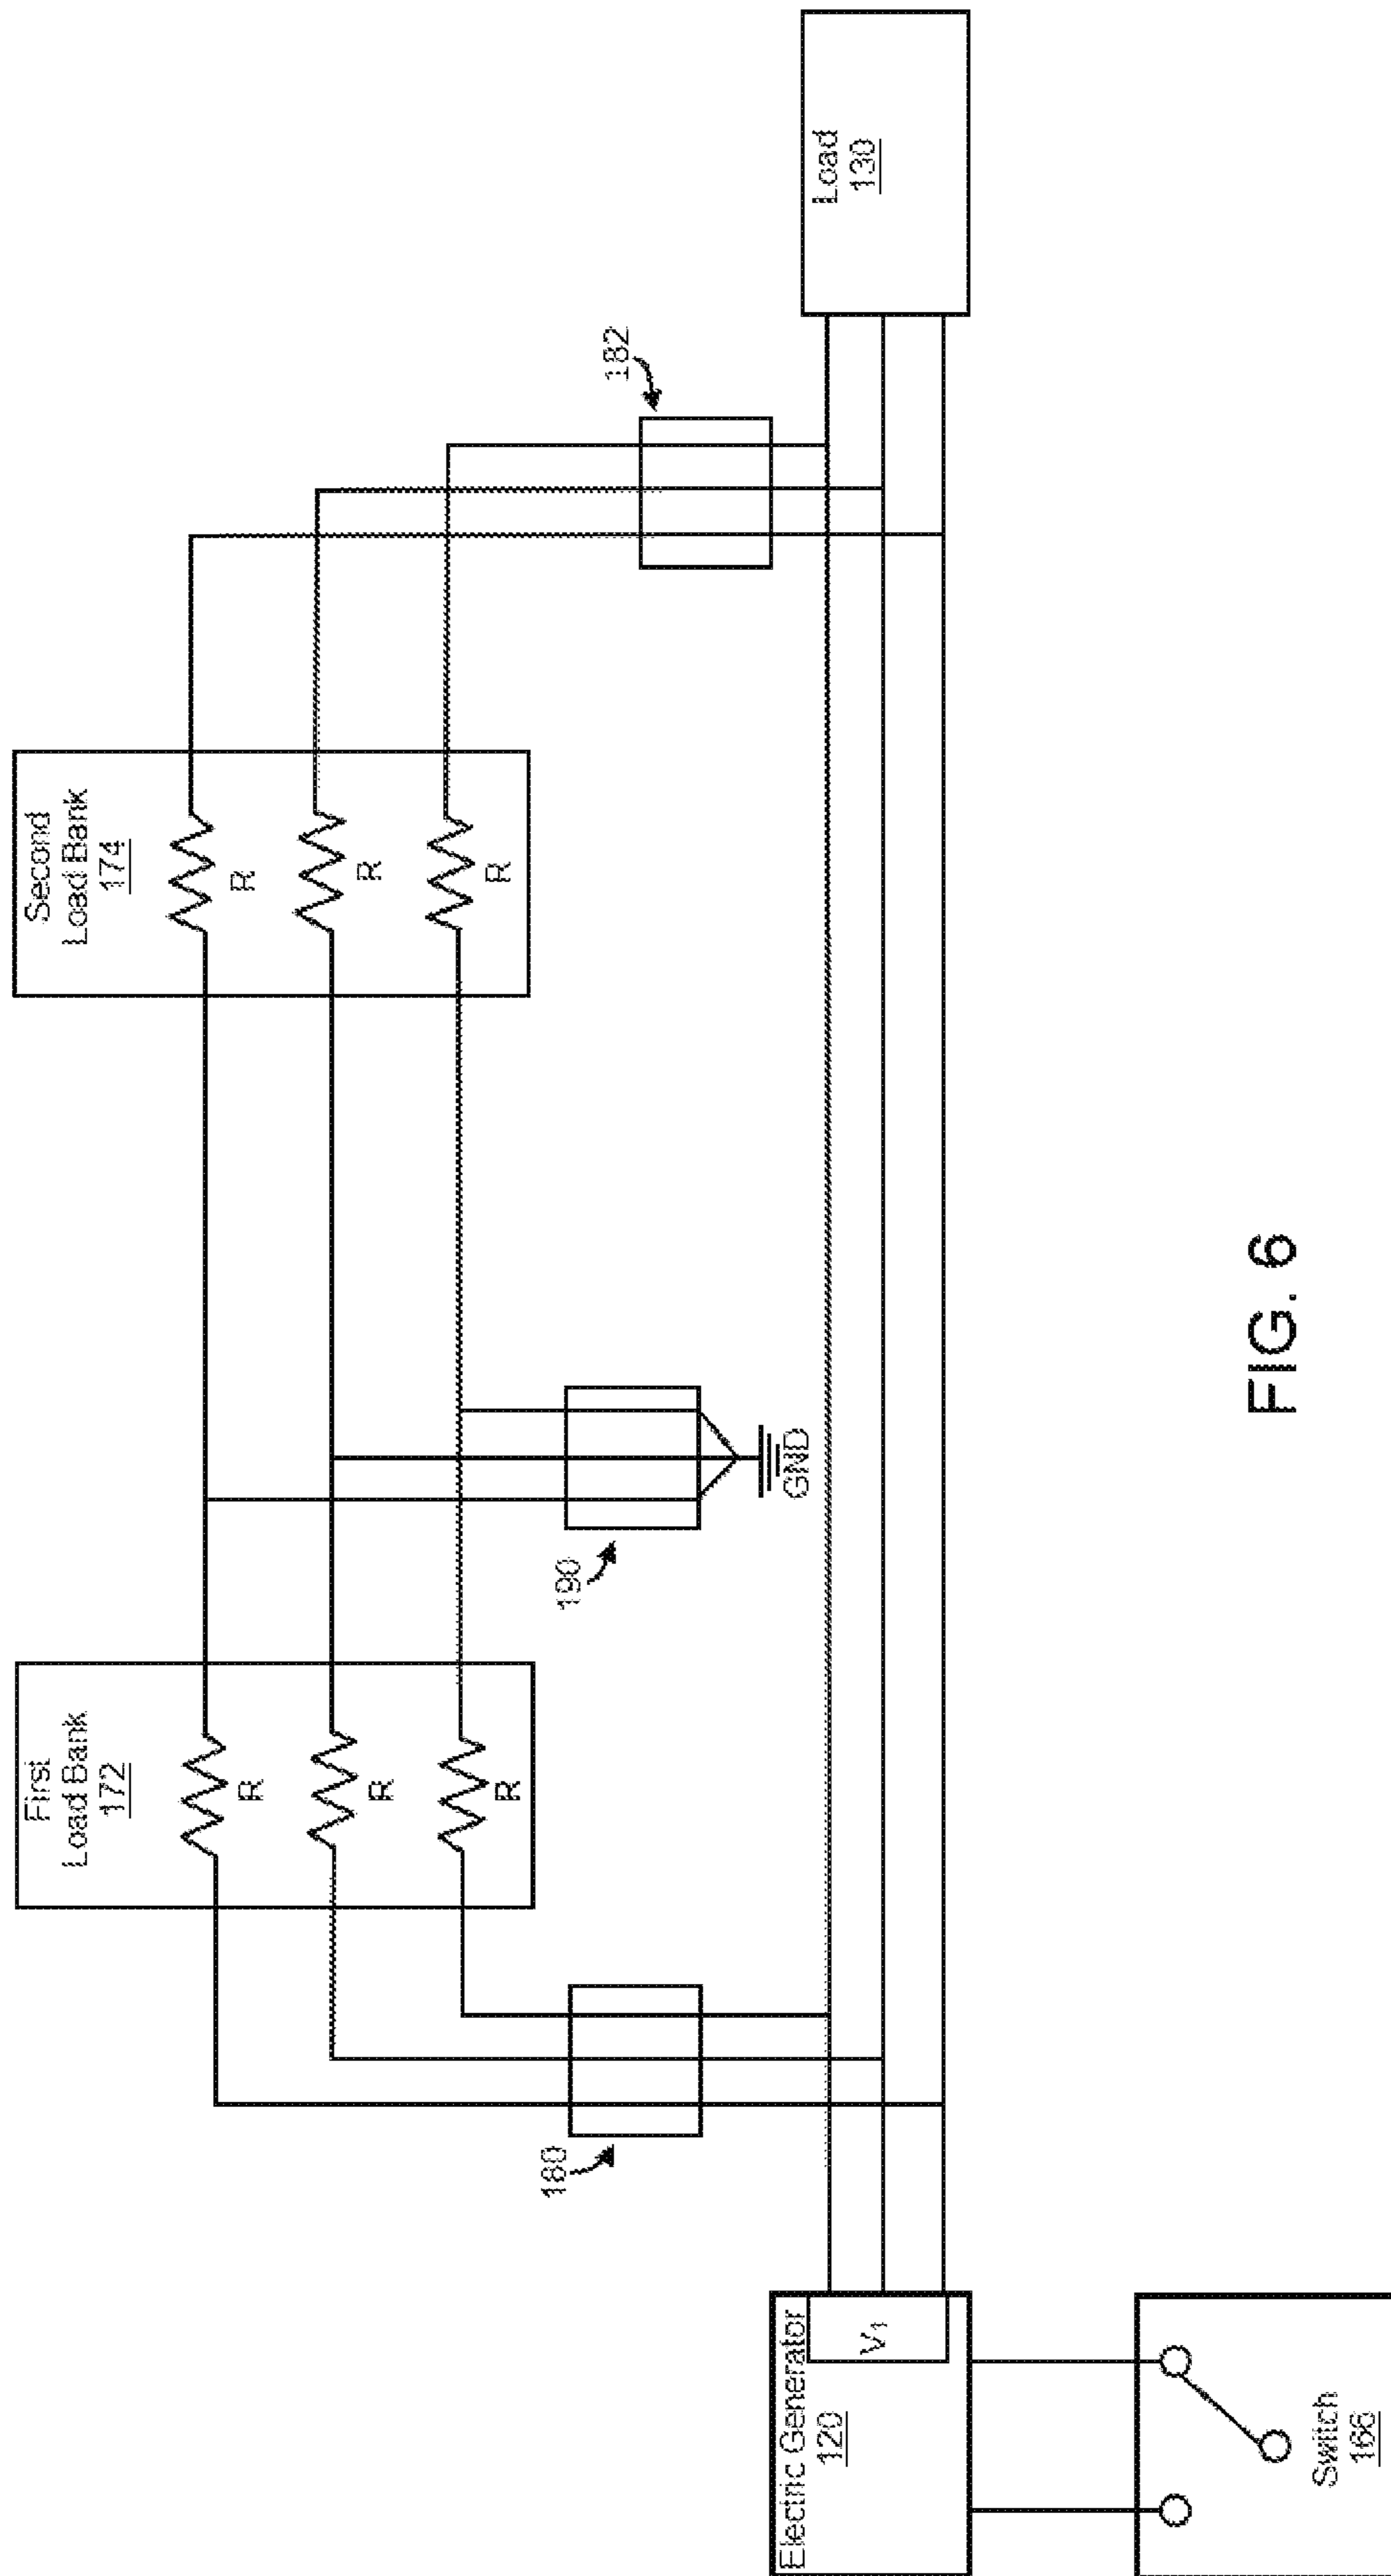 First
Load Bank
172
R
R
R
Second
Load Bank
174
R
R
R
180
190
182
GND
Electric Generator
120
V1
Load
130
Switch
166
FIG. 6